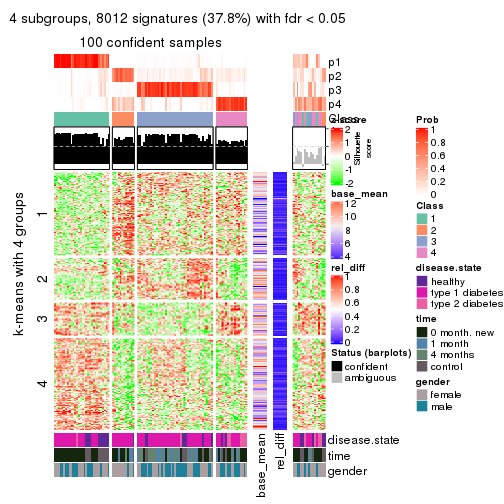 4 subgroups, 8012 signatures (37.8%) with fdr < 0.05
100 confident samples
p1
p2
p3
p4
Class
Silhouette
score
k-means with 4 groups
1
2
3
4
base_mean
rel_diff
disease.state
time
gender
z-score
2
1
0
-1
-2
base_mean
12
10
8
6
4
rel_diff
1
0.8
0.6
0.4
0.2
0
Status (barplots)
confident
ambiguous
Prob
1
0.8
0.6
0.4
0.2
0
Class
1
2
3
4
disease.state
healthy
type 1 diabetes
type 2 diabetes
time
0 month. new
1 month
4 months
control
gender
female
male